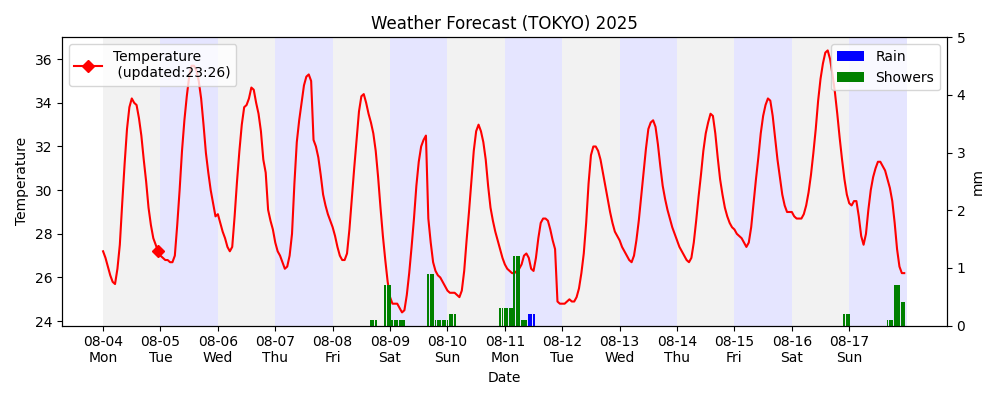 Weather Forecast (TOKYO) 2025
Temperature
(updated:23:26)
Rain
Showers
36
34
32
30
28
26
24
Temperature
5
4
3
2
1
0
mm
08-04 08-05 08-06 08-07 08-08 08-09 08-10 08-11 08-12 08-13 08-14 08-15 08-16 08-17
Mon Tue Wed Thu Fri Sat Sun Mon Tue Wed Thu Fri Sat Sun
Date